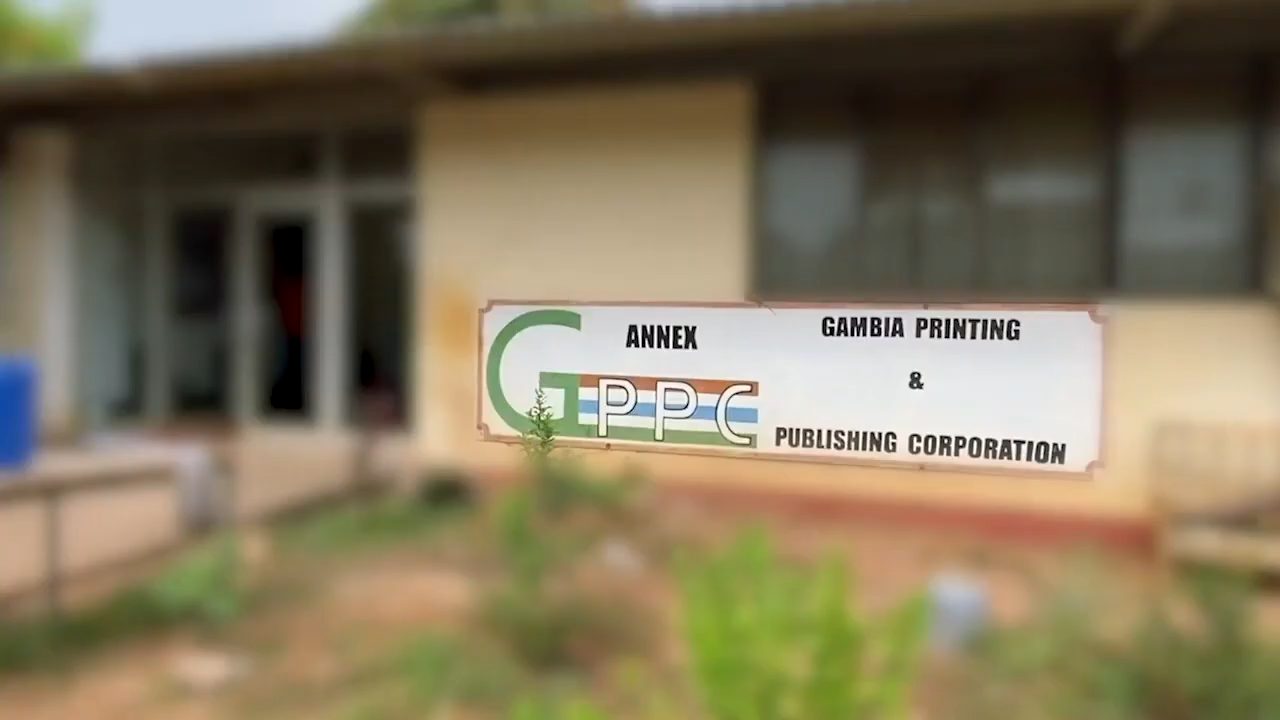 ANNEX
GPPC
GAMBIA PRINTING
&
PUBLISHING CORPORATION